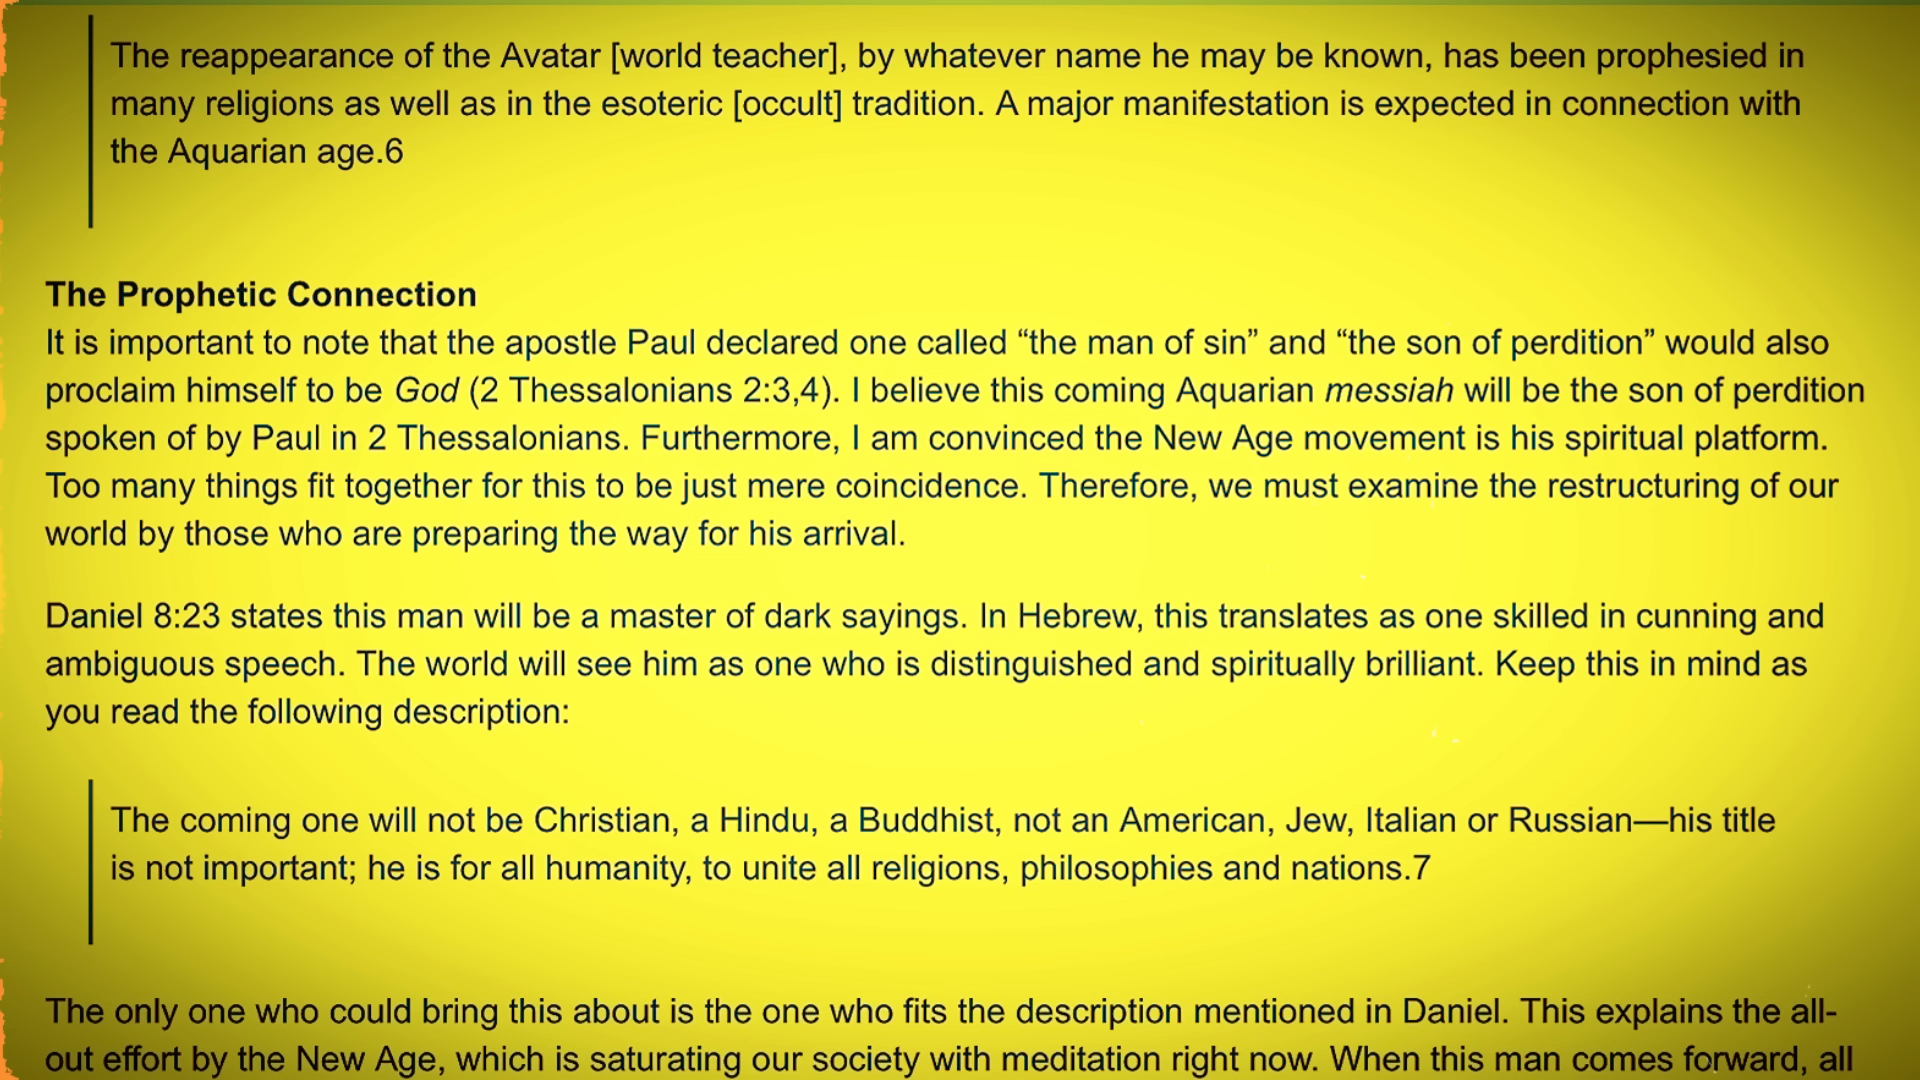 The reappearance of the Avatar [world teacher], by whatever name he may be known, has been prophesied in
many religions as well as in the esoteric [occult] tradition. A major manifestation is expected in connection with
the Aquarian age.6
The Prophetic Connection
It is important to note that the apostle Paul declared one called “the man of sin” and “the son of perdition” would also
proclaim himself to be God (2 Thessalonians 2:3,4). I believe this coming Aquarian messiah will be the son of perdition
spoken of by Paul in 2 Thessalonians. Furthermore, I am convinced the New Age movement is his spiritual platform.
Too many things fit together for this to be just mere coincidence. Therefore, we must examine the restructuring of our
world by those who are preparing the way for his arrival.
Daniel 8:23 states this man will be a master of dark sayings. In Hebrew, this translates as one skilled in cunning and
ambiguous speech. The world will see him as one who is distinguished and spiritually brilliant. Keep this in mind as
you read the following description:
The coming one will not be Christian, a Hindu, a Buddhist, not an American, Jew, Italian or Russian—his title
is not important; he is for all humanity, to unite all religions, philosophies and nations.7
The only one who could bring this about is the one who fits the description mentioned in Daniel. This explains the all-
out effort by the New Age, which is saturating our society with meditation right now. When this man comes forward, all